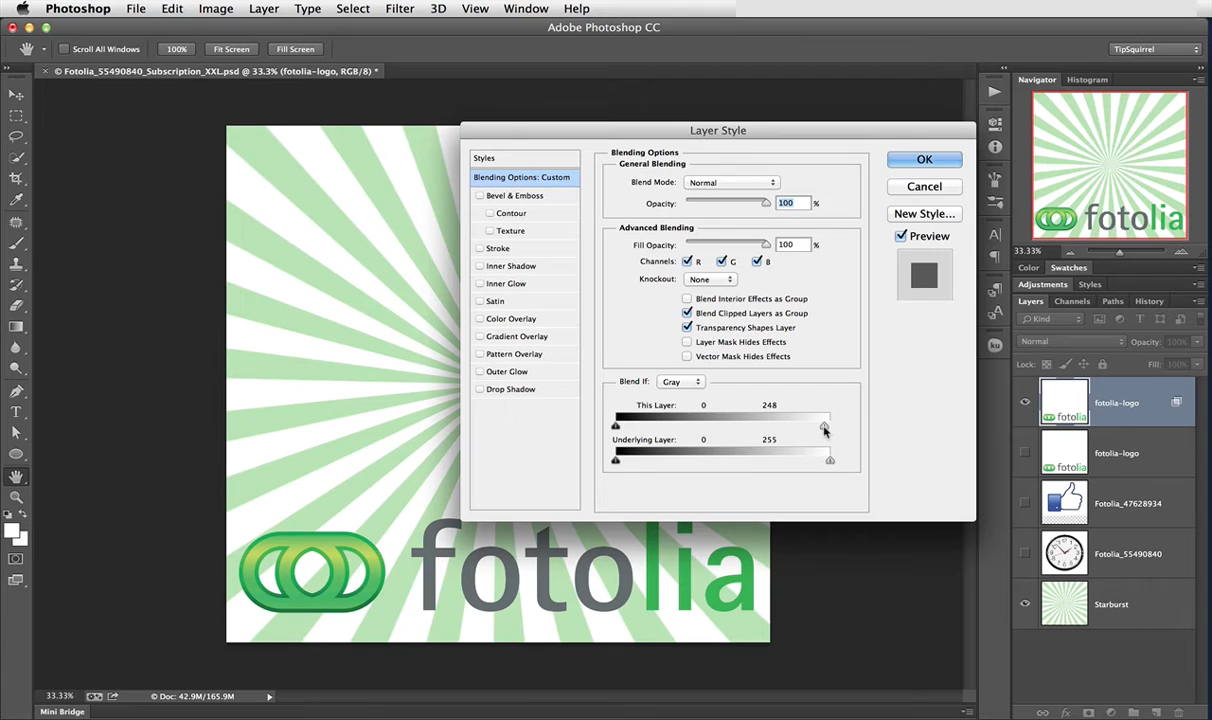 Photoshop File Edit Image Layer Type Select Filter 3D View Window Help
Adobe Photoshop CC
Scroll All Windows 100% Fit Screen Fill Screen TipSquirrel
× © Fotolia_55490840_Subscription_XXL.psd @ 33.3% (fotolia-logo, RGB/8) *
Navigator Histogram
fotolia
33.33%
Color Swatches
Adjustments Styles
Layers Channels Paths History
Kind
Normal Opacity: 100%
Lock: Fill: 100%
fotolia-logo
fotolia-logo
Fotolia_47628934
Fotolia_55490840
Starburst
Layer Style
Styles
Blending Options: Custom
Bevel & Emboss
Contour
Texture
Stroke
Inner Shadow
Inner Glow
Satin
Color Overlay
Gradient Overlay
Pattern Overlay
Outer Glow
Drop Shadow
Blending Options
General Blending
Blend Mode: Normal
Opacity: 100 %
Advanced Blending
Fill Opacity: 100 %
Channels: R G B
Knockout: None
Blend Interior Effects as Group
Blend Clipped Layers as Group
Transparency Shapes Layer
Layer Mask Hides Effects
Vector Mask Hides Effects
Blend If: Gray
This Layer: 0 248
Underlying Layer: 0 255
OK
Cancel
New Style...
Preview
fotolia
33.33% © Doc: 42.9M/165.9M
Mini Bridge